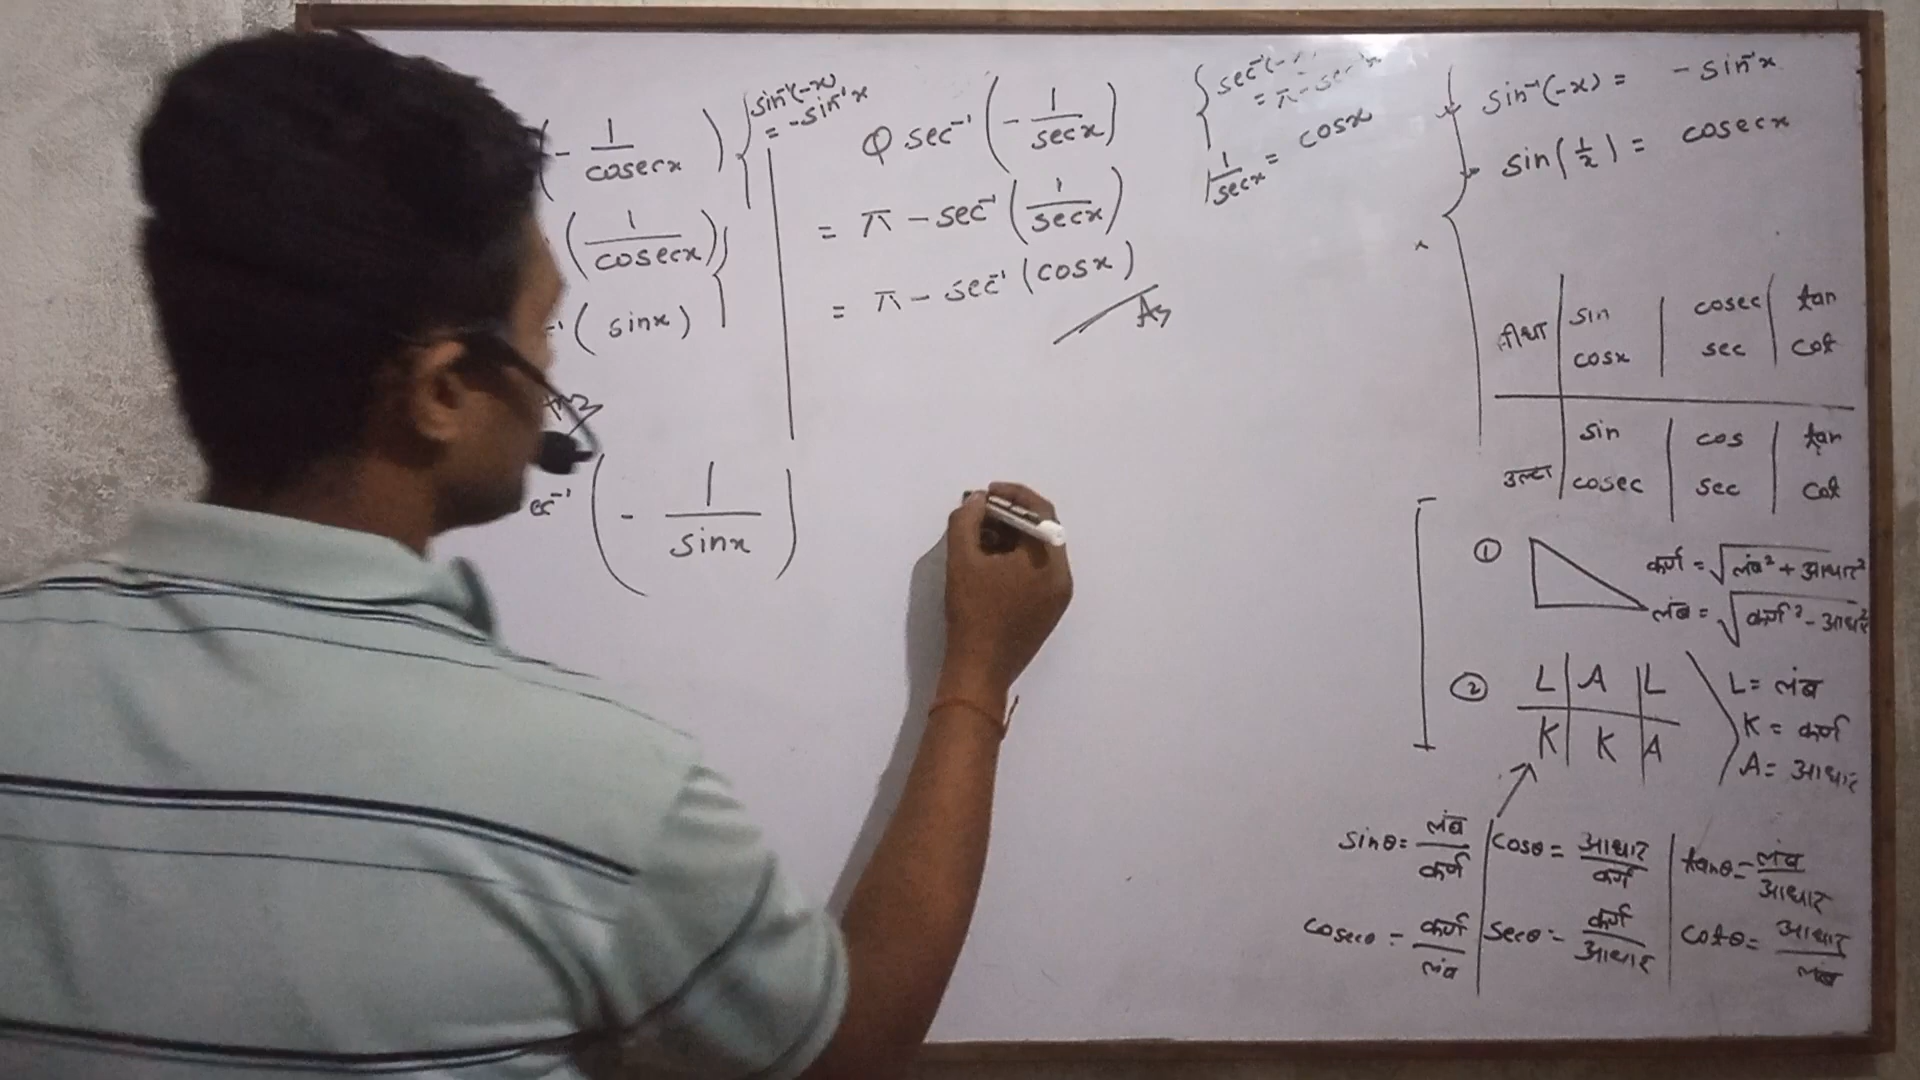 (- 1/cosecx) { sin⁻¹(-x)
= -sin⁻¹x
(1/cosecx)
⁻¹( sinx)
Ans
ec⁻¹ (- 1/sinx)
Q sec⁻¹ (- 1/secx)
= π - sec⁻¹ (1/secx)
= π - sec⁻¹ (cosx)
As
{ sec⁻¹(-x)
= π - sec⁻¹x
1/secx = cosx
sin⁻¹(-x) = -sin⁻¹x
sin(1/x) = cosecx
सीधा | sin | cosec | tan
cosx | sec | cot
उल्टा | sin | cos | tan
cosec | sec | cot
① कर्ण = √लंब² + आधार²
लंब = √कर्ण² - आधार²
② L | A | L
K | K | A
L = लंब
K = कर्ण
A = आधार
sinθ = लंब/कर्ण | cosθ = आधार/कर्ण | tanθ = लंब/आधार
cosecθ = कर्ण/लंब | secθ = कर्ण/आधार | cotθ = आधार/लंब